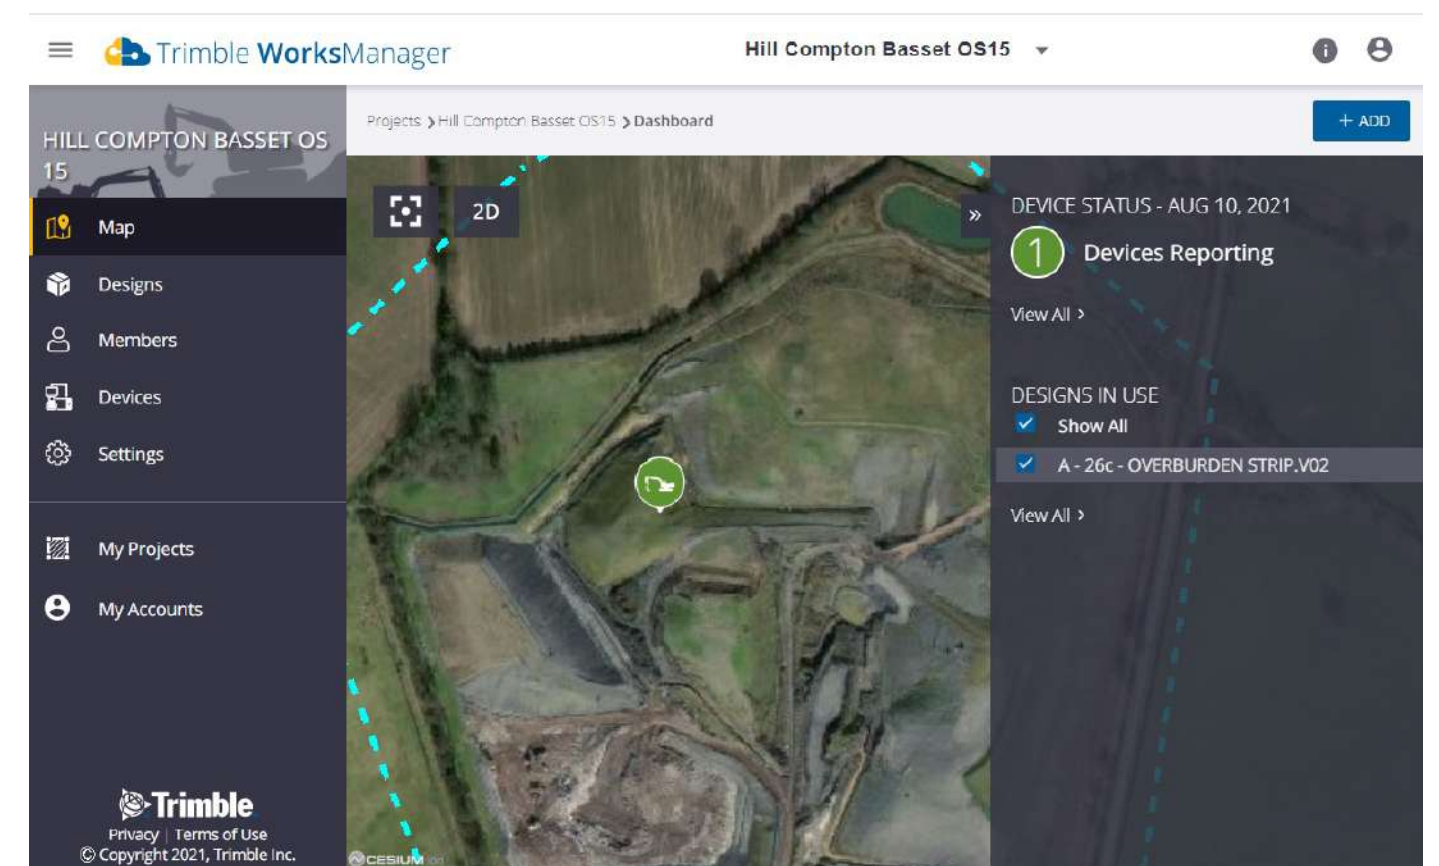 Trimble WorksManager
Hill Compton Basset OS15
HILL COMPTON BASSET OS
15
Projects ❯ Hill Compton Basset OS15 ❯ Dashboard
+ ADD
Map
Designs
Members
Devices
Settings
My Projects
My Accounts
Trimble
Privacy | Terms of Use
© Copyright 2021, Trimble Inc.
2D
»
DEVICE STATUS - AUG 10, 2021
1 Devices Reporting
View All ›
DESIGNS IN USE
Show All
A - 26c - OVERBURDEN STRIP.V02
View All ›
CESIUM ion